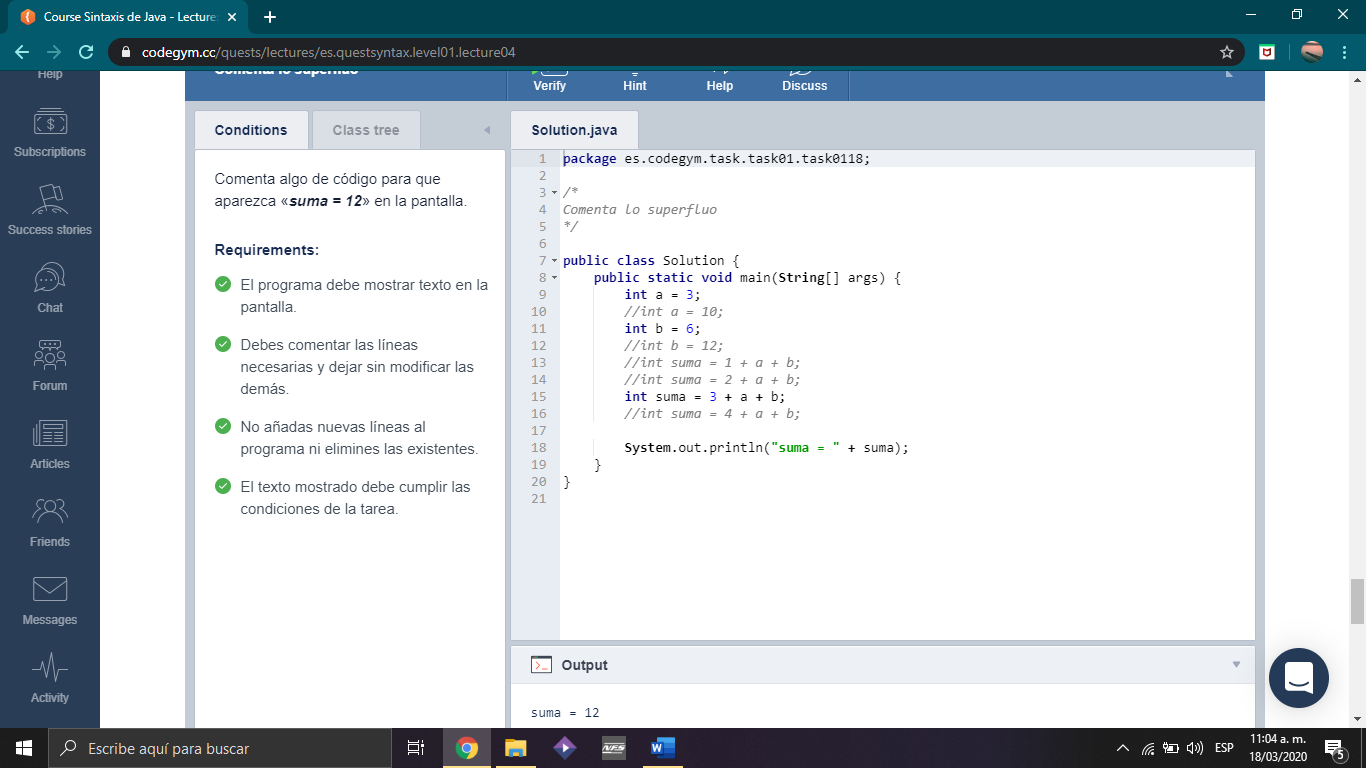 Course Sintaxis de Java - Lecture
codegym.cc/quests/lectures/es.questsyntax.level01.lecture04
Help
Subscriptions
Success stories
Chat
Forum
Articles
Friends
Messages
Activity
Comenta lo superfluo
Verify
Hint
Help
Discuss
Conditions
Class tree
Comenta algo de código para que
aparezca «suma = 12» en la pantalla.
Requirements:
El programa debe mostrar texto en la
pantalla.
Debes comentar las líneas
necesarias y dejar sin modificar las
demás.
No añadas nuevas líneas al
programa ni elimines las existentes.
El texto mostrado debe cumplir las
condiciones de la tarea.
Solution.java
1 package es.codegym.task.task01.task0118;
2
3 /*
4 Comenta lo superfluo
5 */
6
7 public class Solution {
8 public static void main(String[] args) {
9 int a = 3;
10 //int a = 10;
11 int b = 6;
12 //int b = 12;
13 //int suma = 1 + a + b;
14 //int suma = 2 + a + b;
15 int suma = 3 + a + b;
16 //int suma = 4 + a + b;
17
18 System.out.println("suma = " + suma);
19 }
20 }
21
>_ Output
suma = 12
Escribe aquí para buscar
NFS
W
ESP
11:04 a. m.
18/03/2020
5